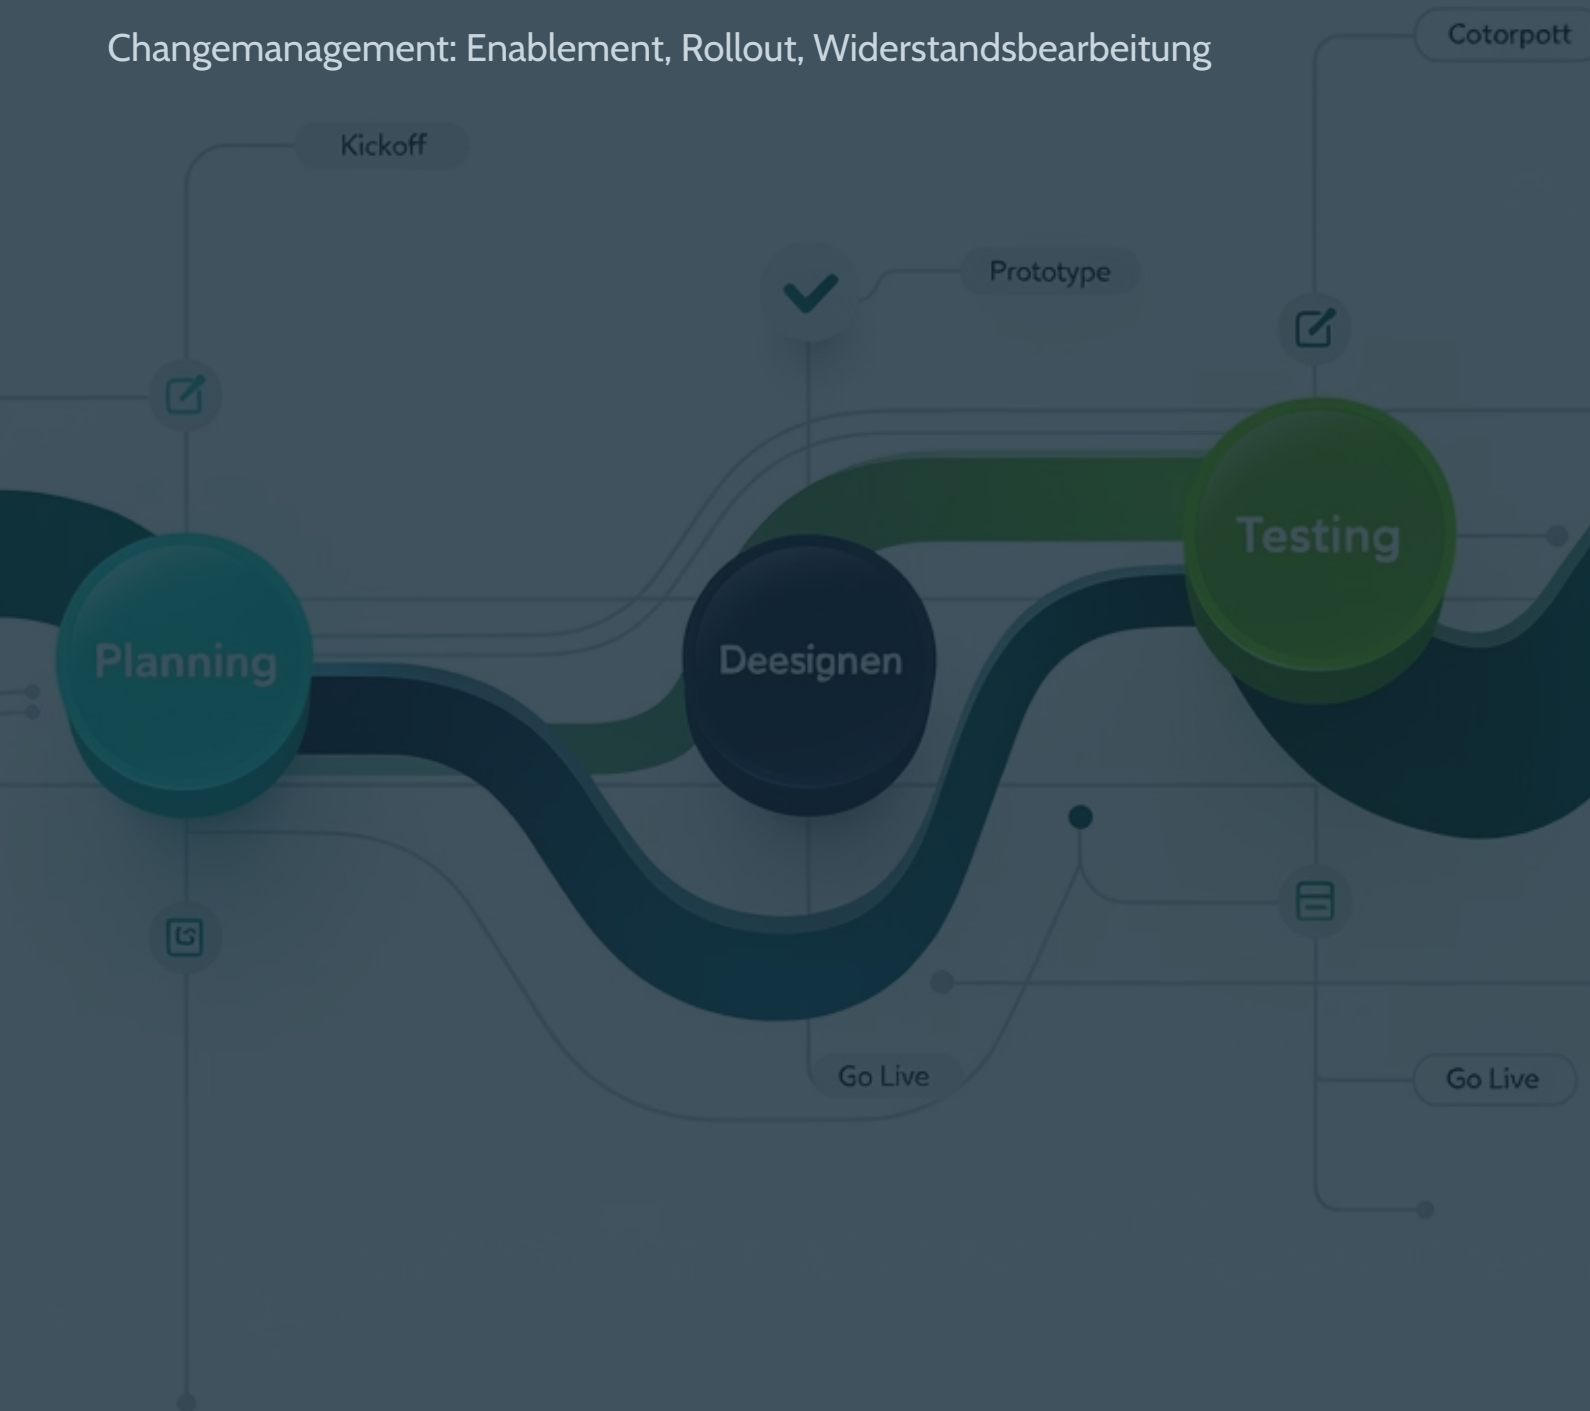 Changemanagement: Enablement, Rollout, Widerstandsbearbeitung
Cotorpott
Kickoff
Prototype
Testing
Planning
Deesignen
Go Live
Go Live